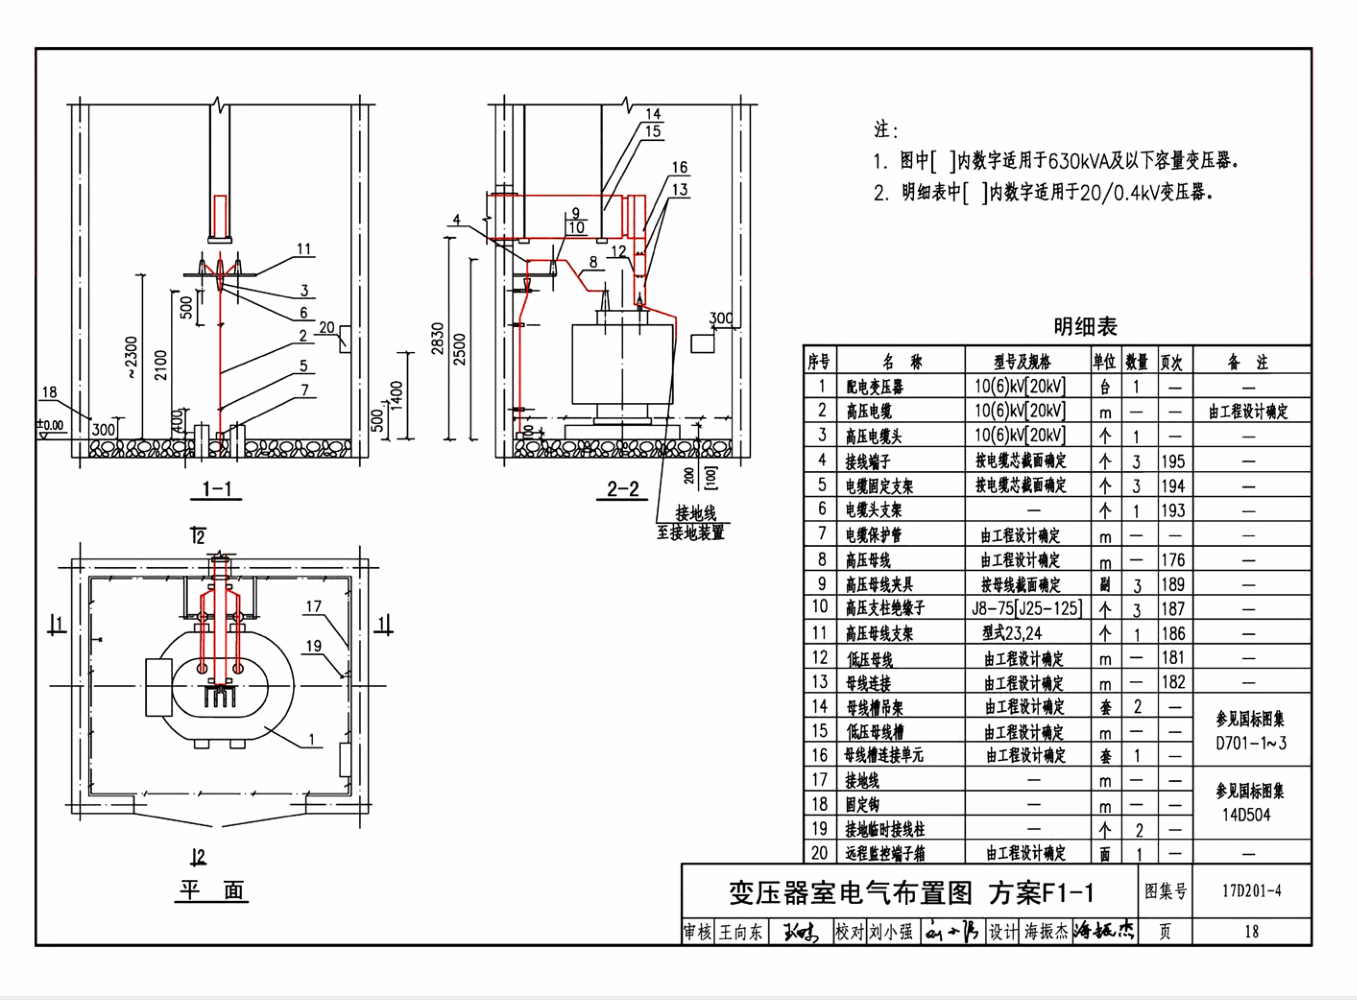 注：
1. 图中[ ]内数字适用于630kVA及以下容量变压器。
2. 明细表中[ ]内数字适用于20/0.4kV变压器。
11
3
6
20
2
5
7
18
±0.00
300
~2300
2100
500
400
500
1400
1-1
14
15
16
13
4
9
10
12
8
300
2830
2500
100
200
[100]
2-2
接地线
至接地装置
2
1
1
17
19
1
2
平 面
明细表
序号 名 称 型号及规格 单位 数量 页次 备 注
1 配电变压器 10(6)kV[20kV] 台 1 — —
2 高压电缆 10(6)kV[20kV] m — — 由工程设计确定
3 高压电缆头 10(6)kV[20kV] 个 1 — —
4 接线端子 按电缆芯截面确定 个 3 195 —
5 电缆固定支架 按电缆芯截面确定 个 3 194 —
6 电缆头支架 — 个 1 193 —
7 电缆保护管 由工程设计确定 m — — —
8 高压母线 由工程设计确定 m — 176 —
9 高压母线夹具 按母线截面确定 副 3 189 —
10 高压支柱绝缘子 J8-75[J25-125] 个 3 187 —
11 高压母线支架 型式23,24 个 1 186 —
12 低压母线 由工程设计确定 m — 181 —
13 母线连接 由工程设计确定 m — 182 —
14 母线槽吊架 由工程设计确定 套 2 —
15 低压母线槽 由工程设计确定 m — —
16 母线槽连接单元 由工程设计确定 套 1 —
参见国标图集
D701-1~3
17 接地线 — m — —
18 固定钩 — m — —
19 接地临时接线柱 — 个 2 —
参见国标图集
14D504
20 远程监控端子箱 由工程设计确定 面 1 — —
变压器室电气布置图 方案F1-1 图集号 17D201-4
审核 王向东 校对 刘小强 设计 海振杰 海振杰 页 18